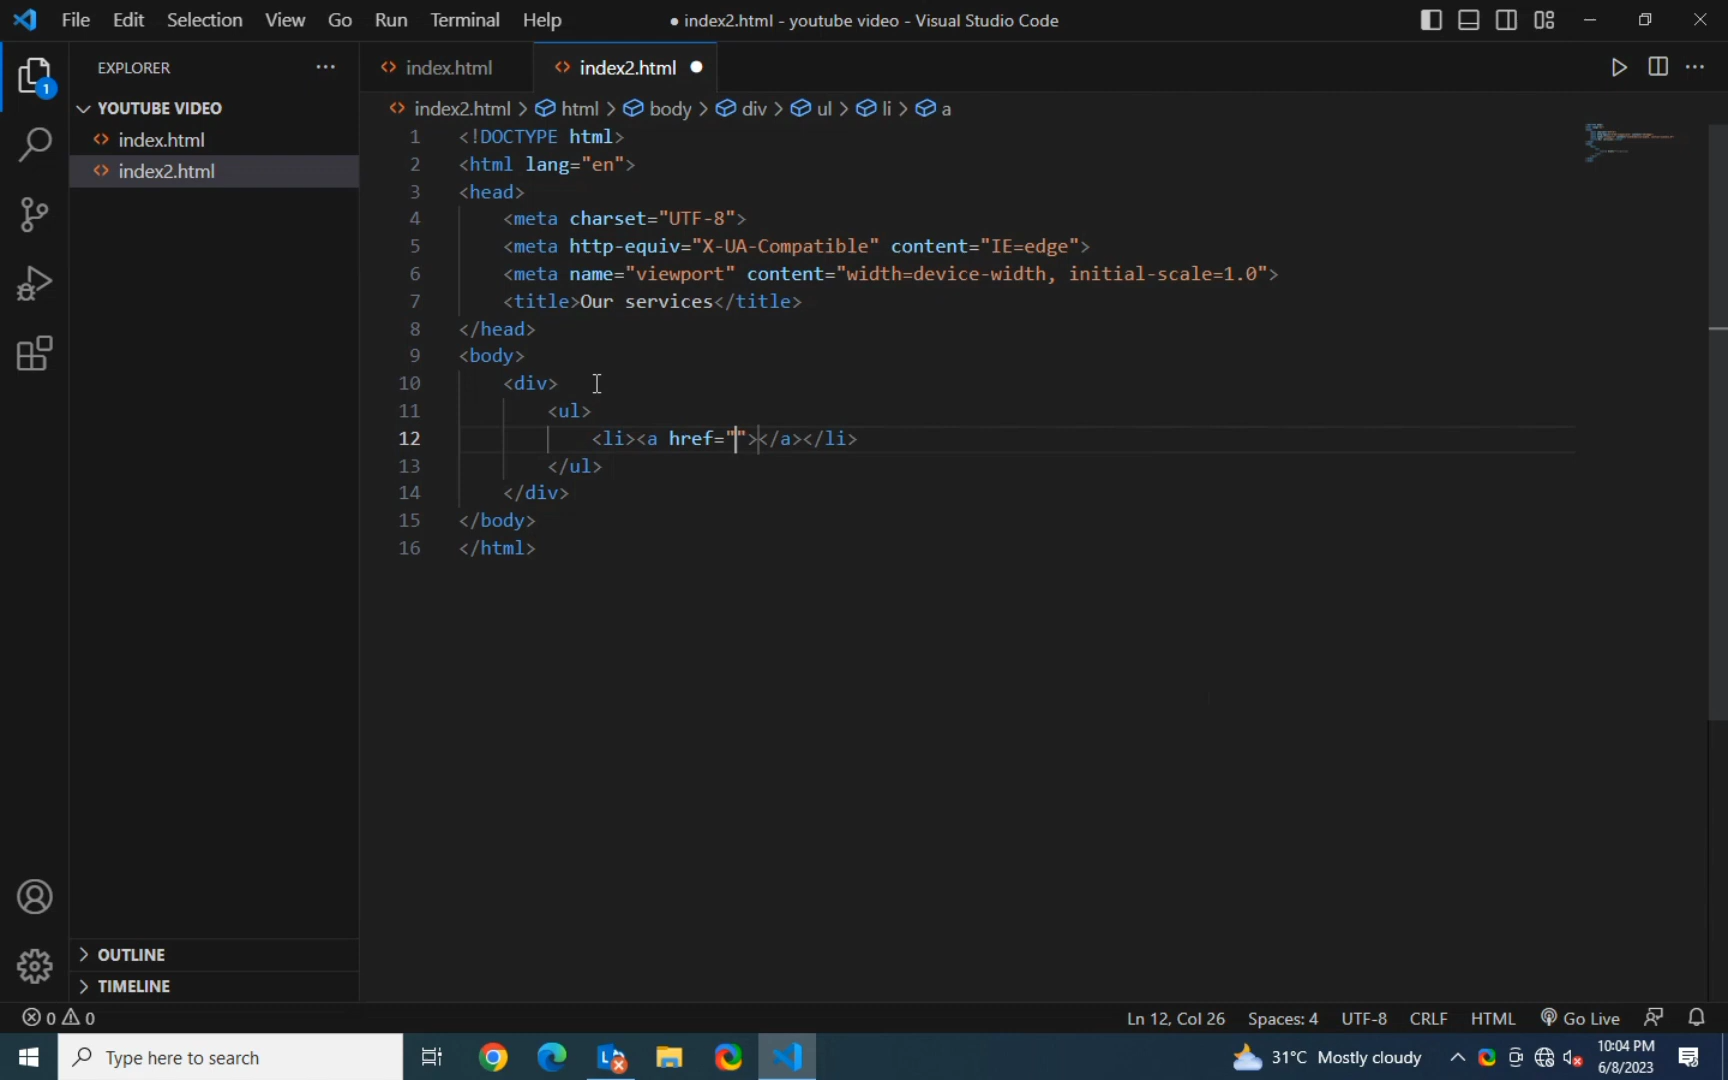 File Edit Selection View Go Run Terminal Help
● index2.html - youtube video - Visual Studio Code
EXPLORER
index.html
index2.html
1
YOUTUBE VIDEO
index.html
index2.html
index2.html > html > body > div > ul > li > a
1 <!DOCTYPE html>
2 <html lang="en">
3 <head>
4 <meta charset="UTF-8">
5 <meta http-equiv="X-UA-Compatible" content="IE=edge">
6 <meta name="viewport" content="width=device-width, initial-scale=1.0">
7 <title>Our services</title>
8 </head>
9 <body>
10 <div>
11 <ul>
12 <li><a href=""></a></li>
13 </ul>
14 </div>
15 </body>
16 </html>
OUTLINE
TIMELINE
0 0
Ln 12, Col 26 Spaces: 4 UTF-8 CRLF HTML Go Live
Type here to search
31°C Mostly cloudy
10:04 PM
6/8/2023